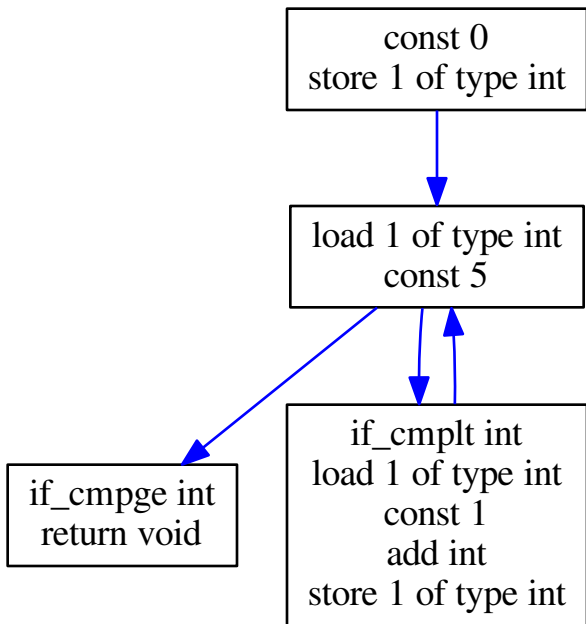 const 0
store 1 of type int
load 1 of type int
const 5
if_cmpge int
return void
if_cmplt int
load 1 of type int
const 1
add int
store 1 of type int